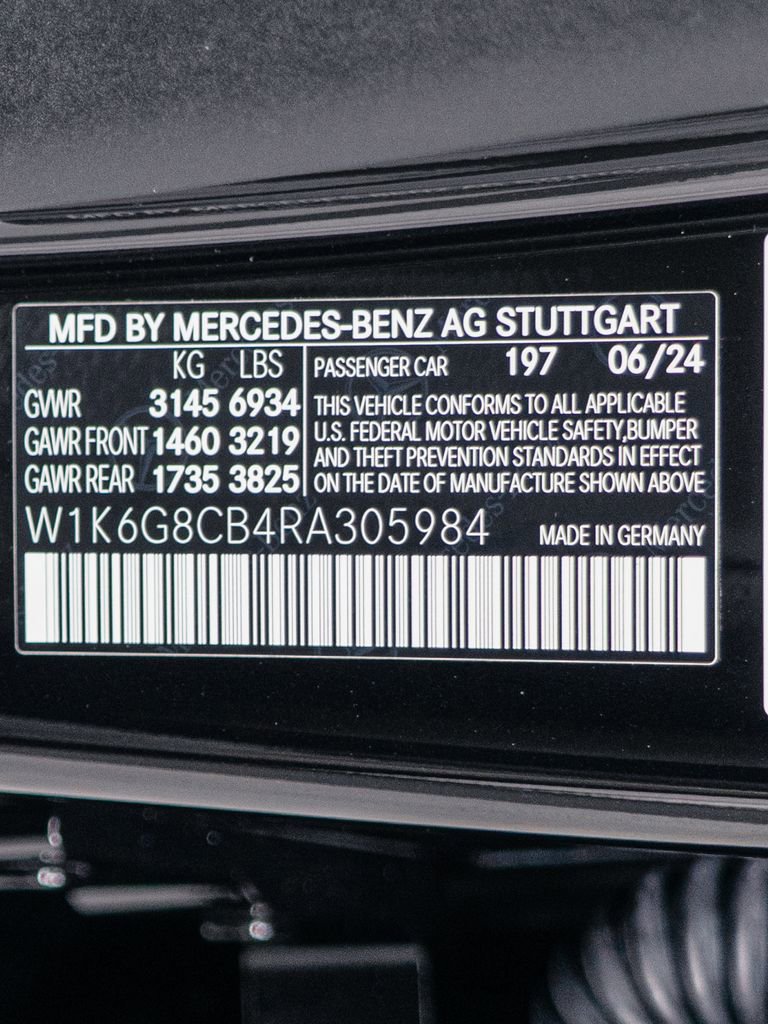 MFD BY MERCEDES-BENZ AG STUTTGART
KG LBS
GVWR 3145 6934
GAWR FRONT 1460 3219
GAWR REAR 1735 3825
PASSENGER CAR 197 06/24
THIS VEHICLE CONFORMS TO ALL APPLICABLE
U.S. FEDERAL MOTOR VEHICLE SAFETY,BUMPER
AND THEFT PREVENTION STANDARDS IN EFFECT
ON THE DATE OF MANUFACTURE SHOWN ABOVE
W1K6G8CB4RA305984
MADE IN GERMANY